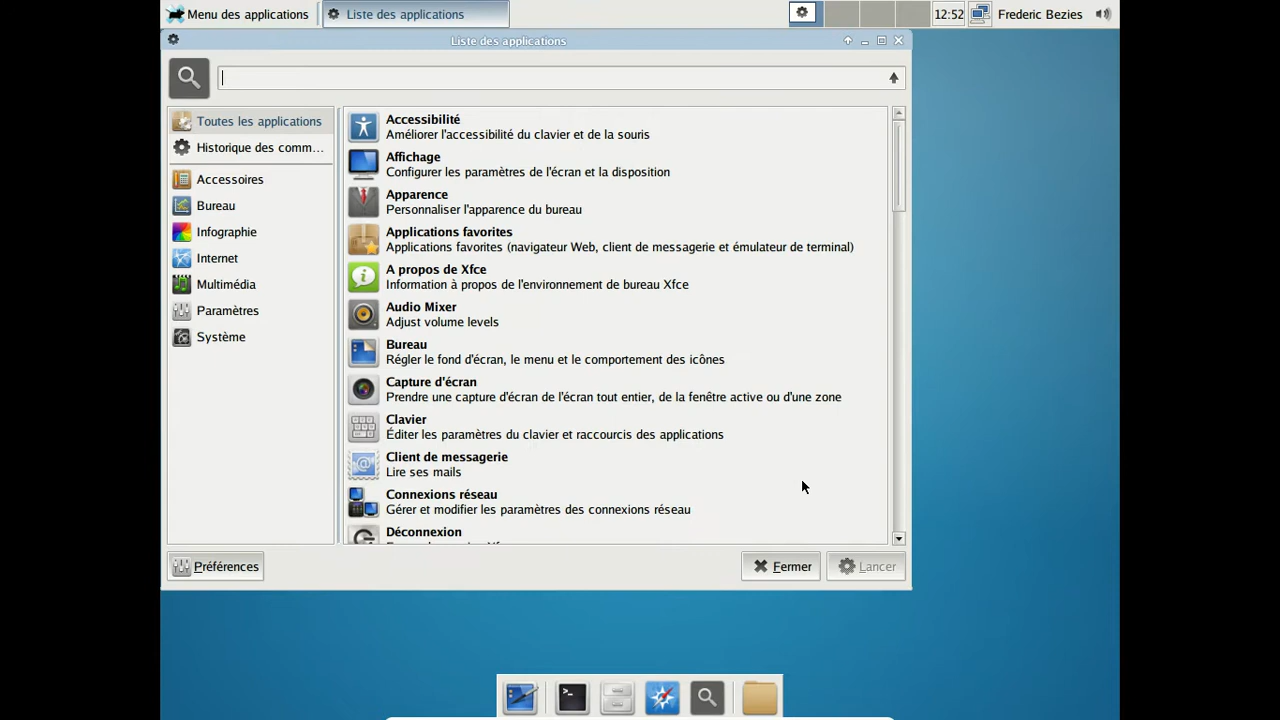 Menu des applications
Liste des applications
12:52
Frederic Bezies
Liste des applications
Toutes les applications
Historique des comm...
Accessoires
Bureau
Infographie
Internet
Multimédia
Paramètres
Système
Accessibilité
Améliorer l'accessibilité du clavier et de la souris
Affichage
Configurer les paramètres de l'écran et la disposition
Apparence
Personnaliser l'apparence du bureau
Applications favorites
Applications favorites (navigateur Web, client de messagerie et émulateur de terminal)
A propos de Xfce
Information à propos de l'environnement de bureau Xfce
Audio Mixer
Adjust volume levels
Bureau
Régler le fond d'écran, le menu et le comportement des icônes
Capture d'écran
Prendre une capture d'écran de l'écran tout entier, de la fenêtre active ou d'une zone
Clavier
Éditer les paramètres du clavier et raccourcis des applications
Client de messagerie
Lire ses mails
Connexions réseau
Gérer et modifier les paramètres des connexions réseau
Déconnexion
Préférences
Fermer
Lancer